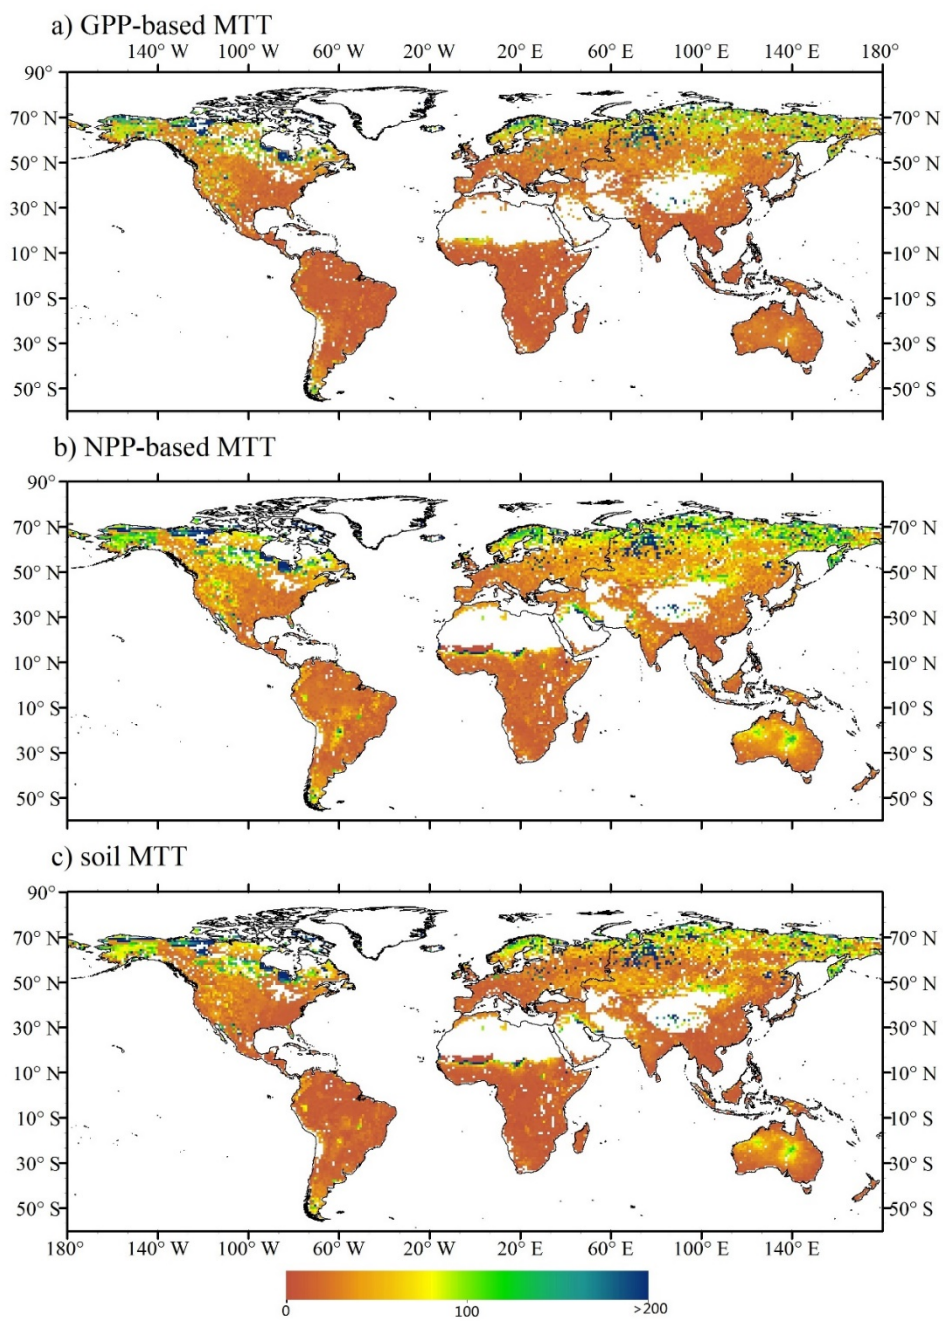 a) GPP-based MTT
140° W 100° W 60° W 20° W 20° E 60° E 100° E 140° E 180°
90°
70° N 70° N
50° N 50° N
30° N 30° N
10° N 10° N
10° S 10° S
30° S 30° S
50° S 50° S
b) NPP-based MTT
90°
70° N 70° N
50° N 50° N
30° N 30° N
10° N 10° N
10° S 10° S
30° S 30° S
50° S 50° S
c) soil MTT
90°
70° N 70° N
50° N 50° N
30° N 30° N
10° N 10° N
10° S 10° S
30° S 30° S
50° S 50° S
180° 140° W 100° W 60° W 20° W 20° E 60° E 100° E 140° E
0 100 >200